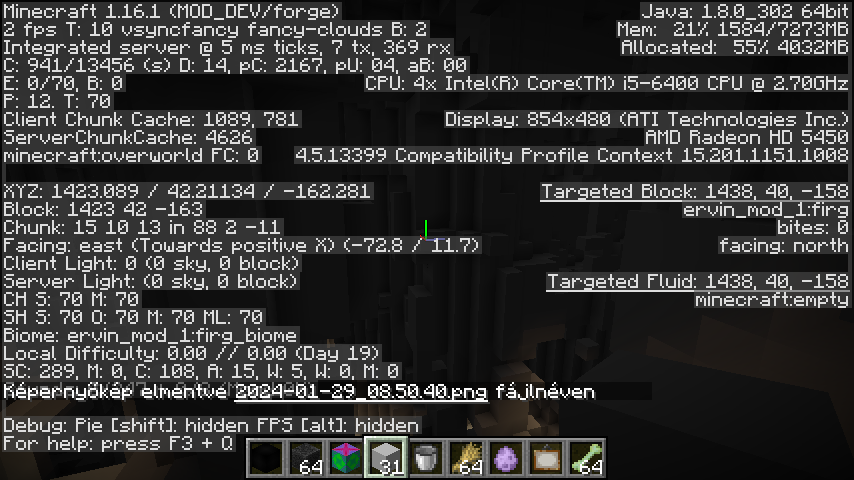 Minecraft 1.16.1 (MOD_DEV/forge)
2 fps T: 10 vsyncfancy fancy-clouds B: 2
Integrated server @ 5 ms ticks, 7 tx, 369 rx
C: 941/13456 (s) D: 14, pC: 2167, pU: 04, aB: 00
E: 0/70, B: 0
P: 12. T: 70
Client Chunk Cache: 1089, 781
ServerChunkCache: 4626
minecraft:overworld FC: 0
XYZ: 1423.089 / 42.21134 / -162.281
Block: 1423 42 -163
Chunk: 15 10 13 in 88 2 -11
Facing: east (Towards positive X) (-72.8 / 11.7)
Client Light: 0 (0 sky, 0 block)
Server Light: (0 sky, 0 block)
CH S: 70 M: 70
SH S: 70 O: 70 M: 70 ML: 70
Biome: ervin_mod_1:firg_biome
Local Difficulty: 0.00 // 0.00 (Day 19)
SC: 289, M: 0, C: 108, A: 15, W: 5, W: 0, M: 0
Képernyőkép elmentve 2024-01-29_08.50.40.png fájlnéven
Debug: Pie [shift]: hidden FPS [alt]: hidden
For help: press F3 + Q
Java: 1.8.0_302 64bit
Mem: 21% 1584/7273MB
Allocated: 55% 4032MB
CPU: 4x Intel(R) Core(TM) i5-6400 CPU @ 2.70GHz
Display: 854x480 (ATI Technologies Inc.)
AMD Radeon HD 5450
4.5.13399 Compatibility Profile Context 15.201.1151.1008
Targeted Block: 1438, 40, -158
ervin_mod_1:firg
bites: 0
facing: north
Targeted Fluid: 1438, 40, -158
minecraft:empty
64 31 64 64